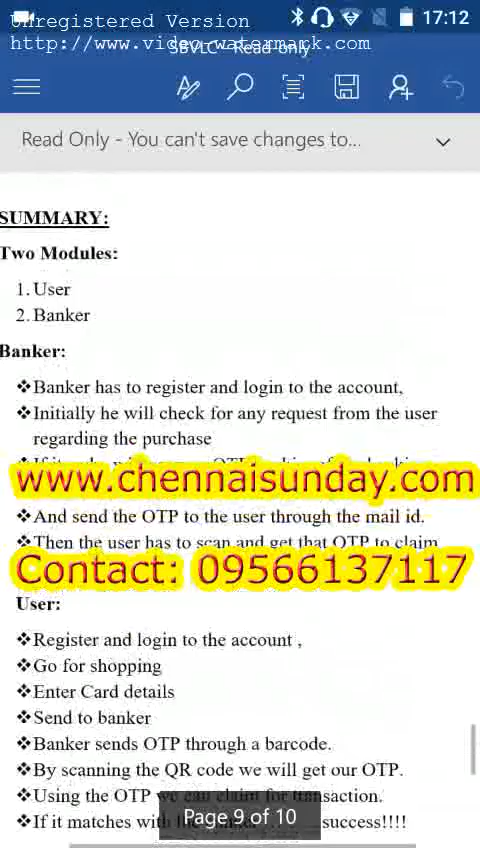 Unregistered Version
17:12
http://www.video-watermark.com
SBVLC - Read-only
Read Only - You can't save changes to...
SUMMARY:
Two Modules:
1. User
2. Banker
Banker:
❖Banker has to register and login to the account,
❖Initially he will check for any request from the user
regarding the purchase
www.chennaisunday.com
❖And send the OTP to the user through the mail id.
❖Then the user has to scan and get that OTP to claim
Contact: 09566137117
User:
❖Register and login to the account ,
❖Go for shopping
❖Enter Card details
❖Send to banker
❖Banker sends OTP through a barcode.
❖By scanning the QR code we will get our OTP.
❖Using the OTP we can claim for transaction.
❖If it matches with success!!!!
Page 9 of 10